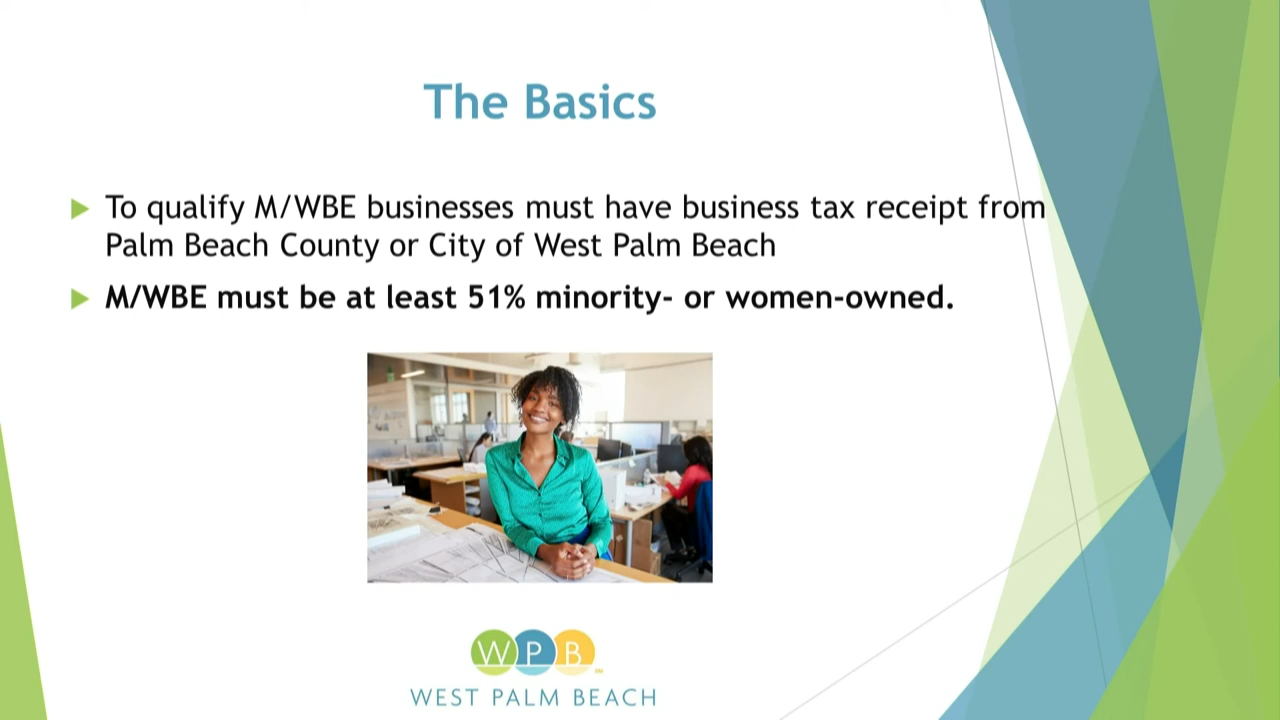 The Basics
To qualify M/WBE businesses must have business tax receipt from
Palm Beach County or City of West Palm Beach
M/WBE must be at least 51% minority- or women-owned.
WPB
WEST PALM BEACH